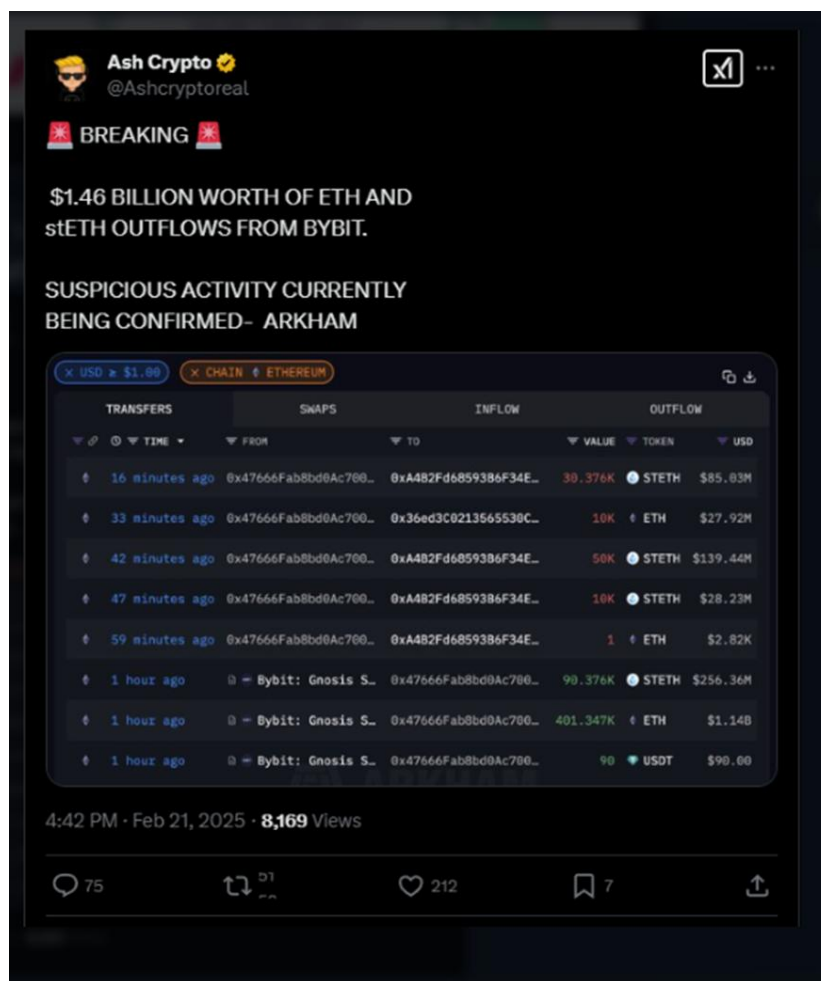 Ash Crypto
@Ashcryptoreal
🚨 BREAKING 🚨
$1.46 BILLION WORTH OF ETH AND
stETH OUTFLOWS FROM BYBIT.
SUSPICIOUS ACTIVITY CURRENTLY
BEING CONFIRMED- ARKHAM
× USD ≥ $1.00 × CHAIN ETHEREUM
TRANSFERS SWAPS INFLOW OUTFLOW
TIME FROM TO VALUE TOKEN USD
16 minutes ago 0x47666Fab8bd0Ac700… 0xA4B2Fd68593B6F34E… 30.376K STETH $85.03M
33 minutes ago 0x47666Fab8bd0Ac700… 0x36ed3C0213565530C… 10K ETH $27.92M
42 minutes ago 0x47666Fab8bd0Ac700… 0xA4B2Fd68593B6F34E… 50K STETH $139.44M
47 minutes ago 0x47666Fab8bd0Ac700… 0xA4B2Fd68593B6F34E… 10K STETH $28.23M
59 minutes ago 0x47666Fab8bd0Ac700… 0xA4B2Fd68593B6F34E… 1 ETH $2.82K
1 hour ago Bybit: Gnosis S… 0x47666Fab8bd0Ac700… 90.376K STETH $256.36M
1 hour ago Bybit: Gnosis S… 0x47666Fab8bd0Ac700… 401.347K ETH $1.14B
1 hour ago Bybit: Gnosis S… 0x47666Fab8bd0Ac700… 90 USDT $90.00
ARKHAM
4:42 PM · Feb 21, 2025 · 8,169 Views
75 212 7